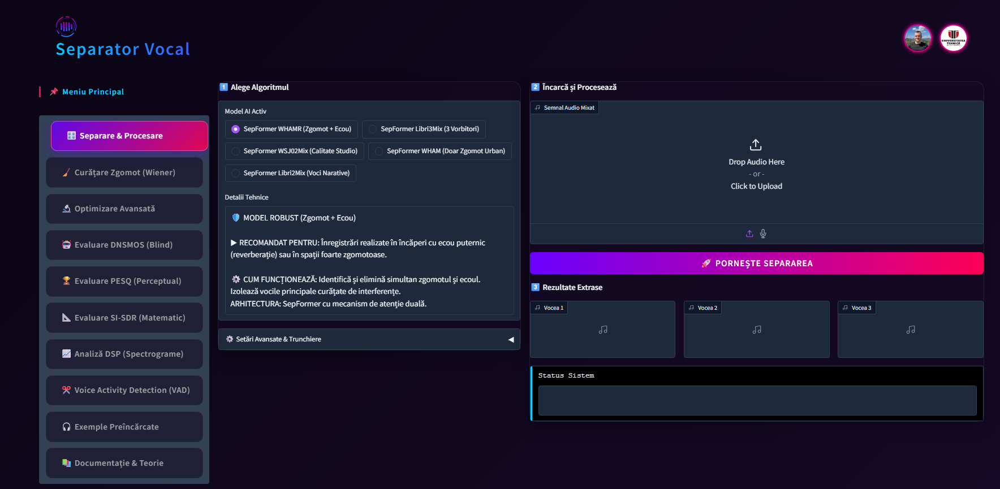 Separator Vocal
UNIVERSITATEA
TEHNICĂ
Meniu Principal
Separare & Procesare
Curățare Zgomot (Wiener)
Optimizare Avansată
Evaluare DNSMOS (Blind)
Evaluare PESQ (Perceptual)
Evaluare SI-SDR (Matematic)
Analiză DSP (Spectrograme)
Voice Activity Detection (VAD)
Exemple Preîncărcate
Documentație & Teorie
1 Alege Algoritmul
Model AI Activ
SepFormer WHAMR (Zgomot + Ecou)
SepFormer Libri3Mix (3 Vorbitori)
SepFormer WSJ02Mix (Calitate Studio)
SepFormer WHAM (Doar Zgomot Urban)
SepFormer Libri2Mix (Voci Narative)
Detalii Tehnice
MODEL ROBUST (Zgomot + Ecou)
▶ RECOMANDAT PENTRU: Înregistrări realizate în încăperi cu ecou puternic
(reverberație) sau în spații foarte zgomotoase.
CUM FUNCȚIONEAZĂ: Identifică și elimină simultan zgomotul și ecoul.
Izolează vocile principale curățate de interferențe.
ARHITECTURA: SepFormer cu mecanism de atenție duală.
Setări Avansate & Trunchiere
2 Încarcă și Procesează
Semnal Audio Mixat
Drop Audio Here
- or -
Click to Upload
PORNEȘTE SEPARAREA
3 Rezultate Extrase
Vocea 1
Vocea 2
Vocea 3
Status Sistem